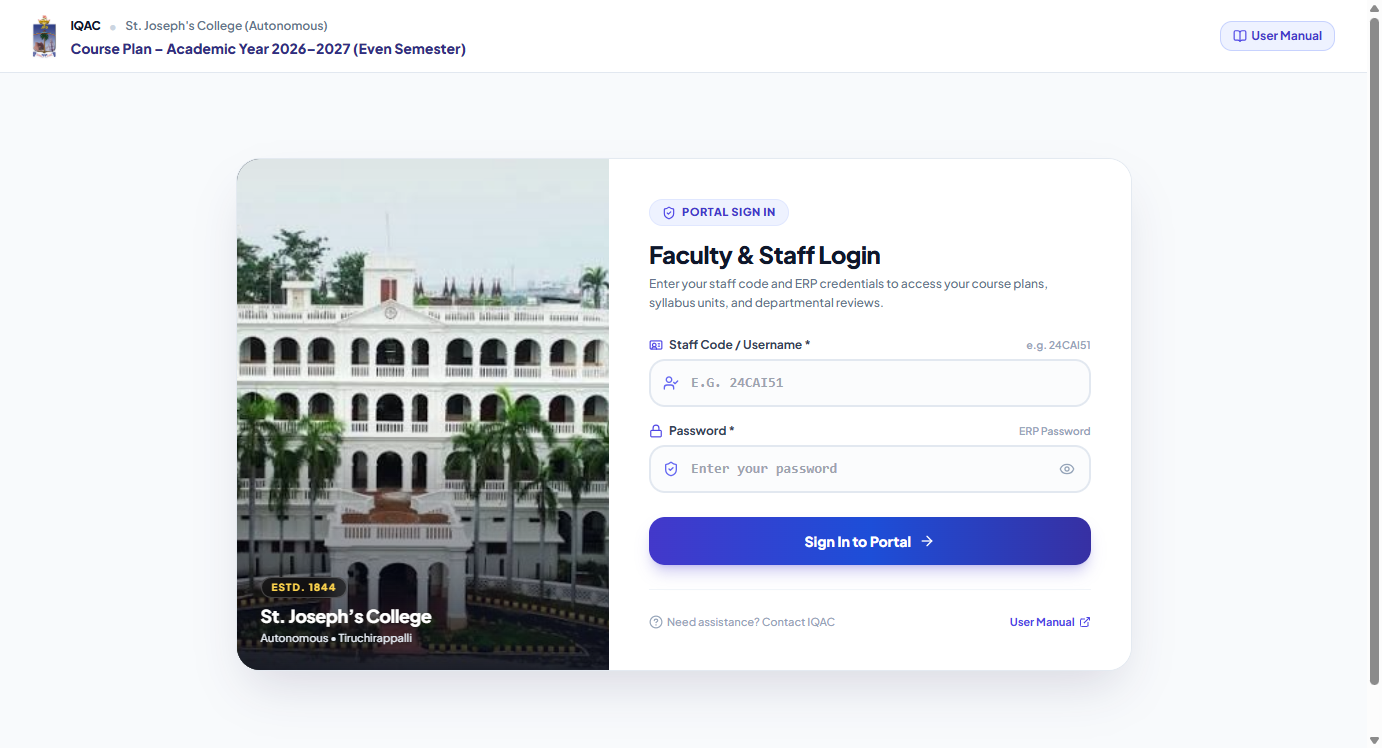 IQAC • St. Joseph's College (Autonomous)
Course Plan – Academic Year 2026–2027 (Even Semester)
User Manual
PORTAL SIGN IN
Faculty & Staff Login
Enter your staff code and ERP credentials to access your course plans,
syllabus units, and departmental reviews.
Staff Code / Username * e.g. 24CAI51
E.G. 24CAI51
Password * ERP Password
Enter your password
Sign In to Portal →
Need assistance? Contact IQAC User Manual
ESTD. 1844
St. Joseph’s College
Autonomous • Tiruchirappalli